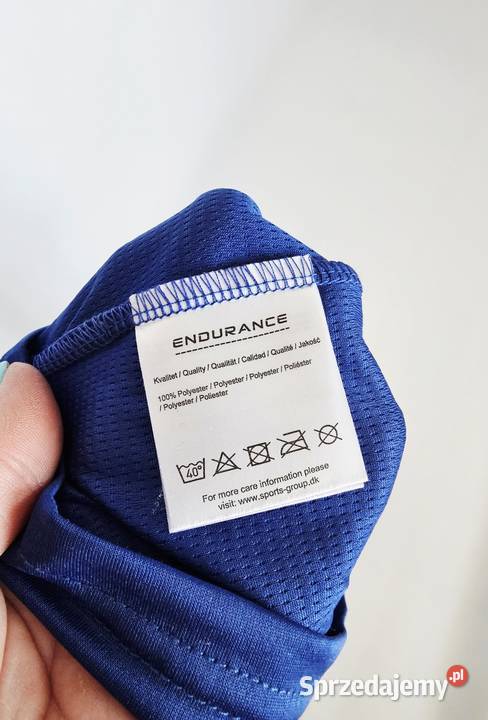 ENDURANCE
Kvalitet / Quality / Qualität / Calidad / Qualité / Jakość
100% Polyester / Polyester / Polyester / Poliéster
/ Polyester / Poliester
40°
For more care information please
visit: www.sports-group.dk
Sprzedajemy.pl